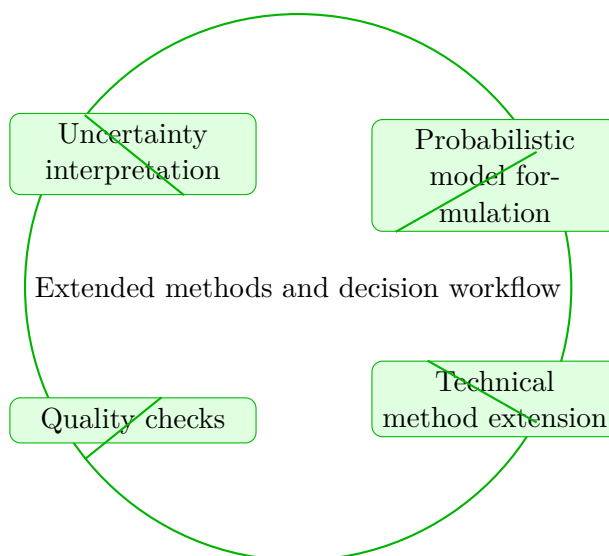 Uncertainty
interpretation
Probabilistic
model for-
mulation
Extended methods and decision workflow
Quality checks
Technical
method extension